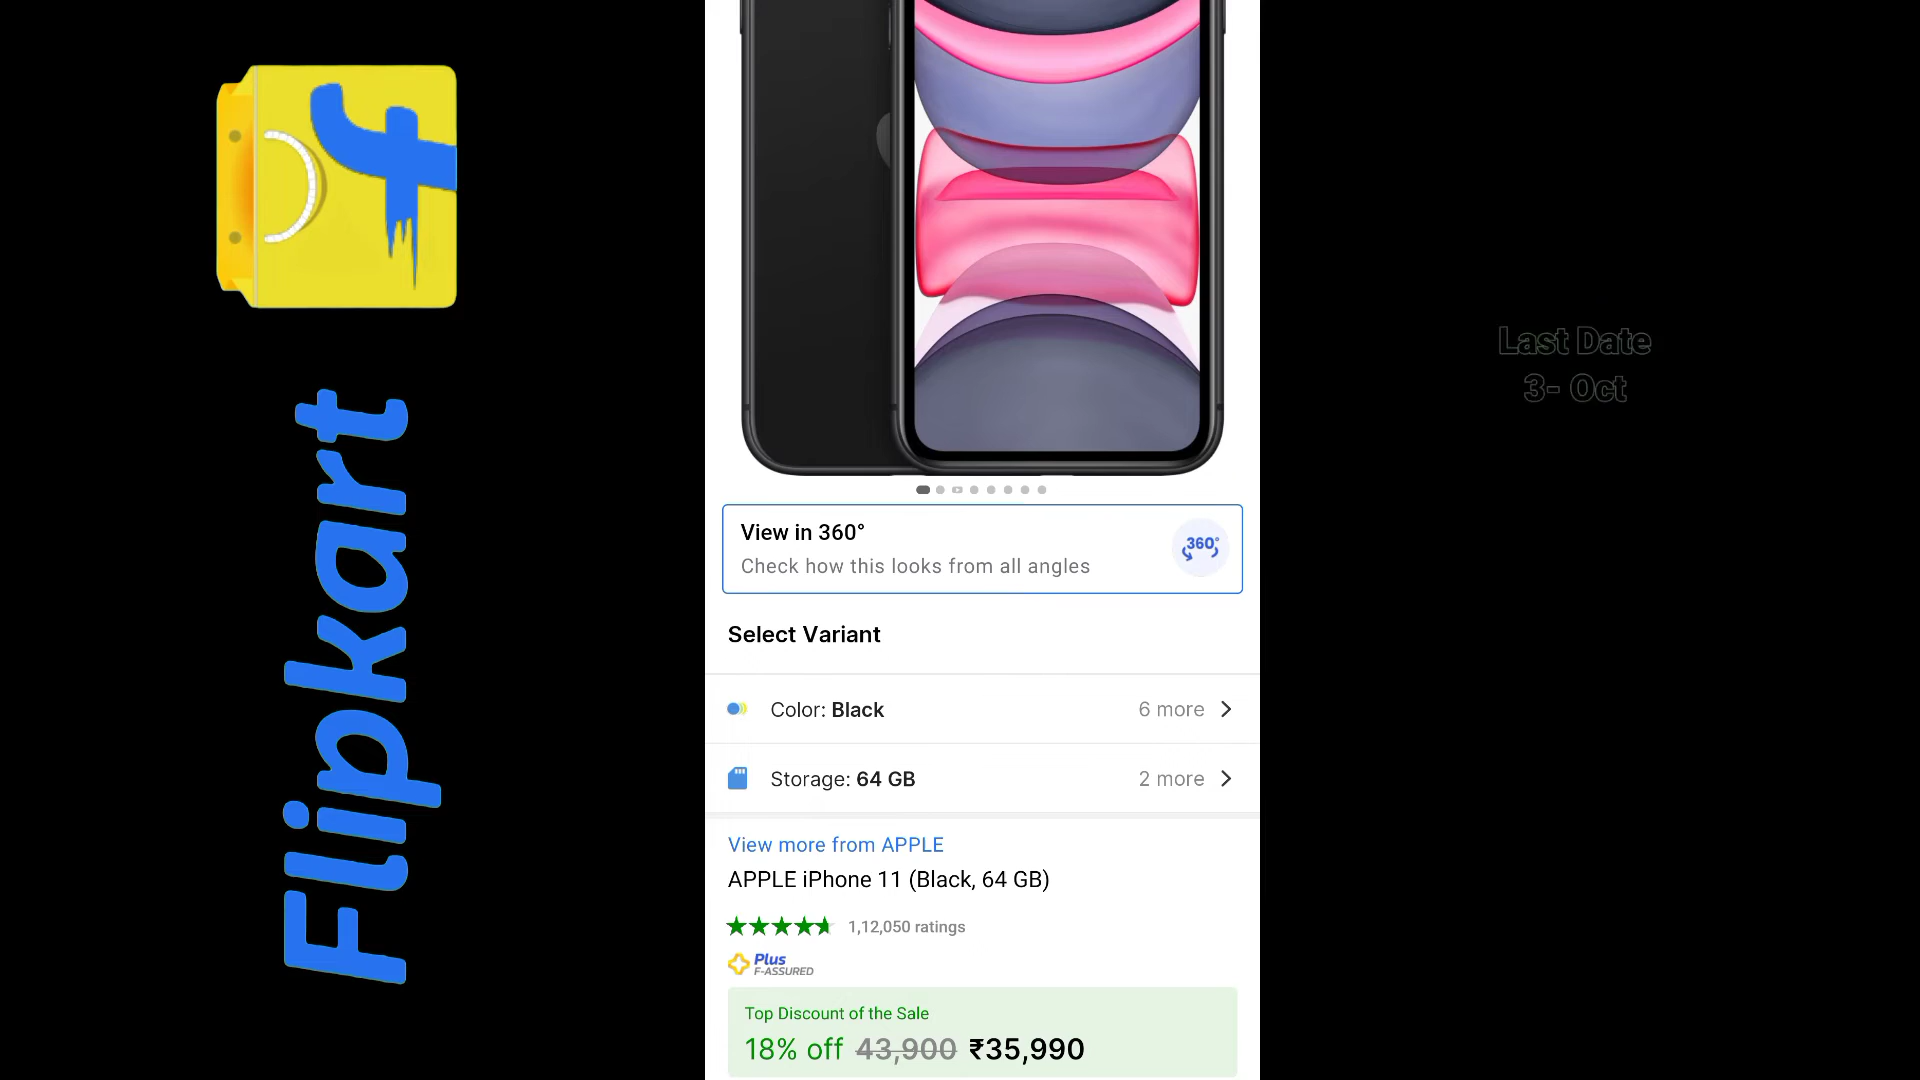 Flipkart
Last Date
3- Oct
View in 360°
Check how this looks from all angles
360°
Select Variant
Color: Black
6 more
Storage: 64 GB
2 more
View more from APPLE
APPLE iPhone 11 (Black, 64 GB)
1,12,050 ratings
Plus
F-ASSURED
Top Discount of the Sale
18% off 43,900 ₹35,990